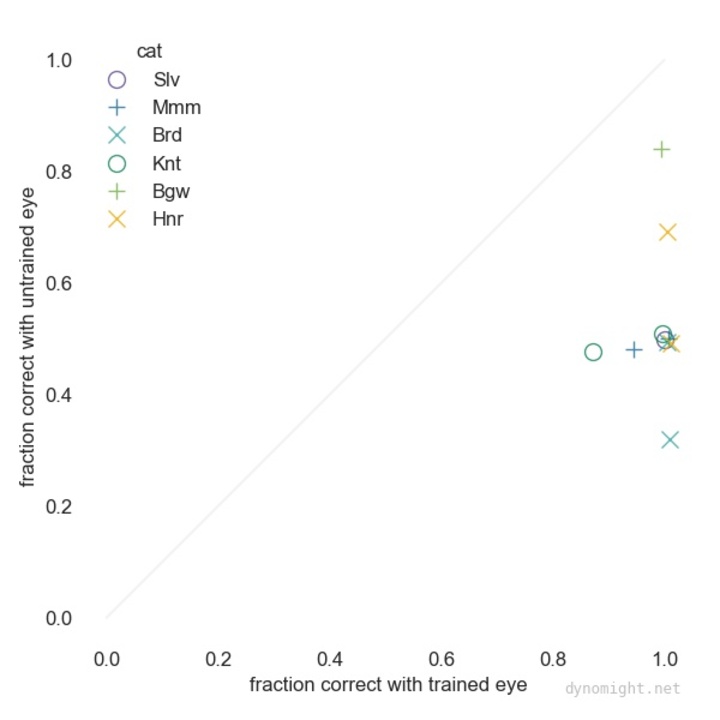 cat
Slv
Mmm
Brd
Knt
Bgw
Hnr
1.0
0.8
0.6
0.4
0.2
0.0
fraction correct with untrained eye
0.0 0.2 0.4 0.6 0.8 1.0
fraction correct with trained eye
dynomight.net